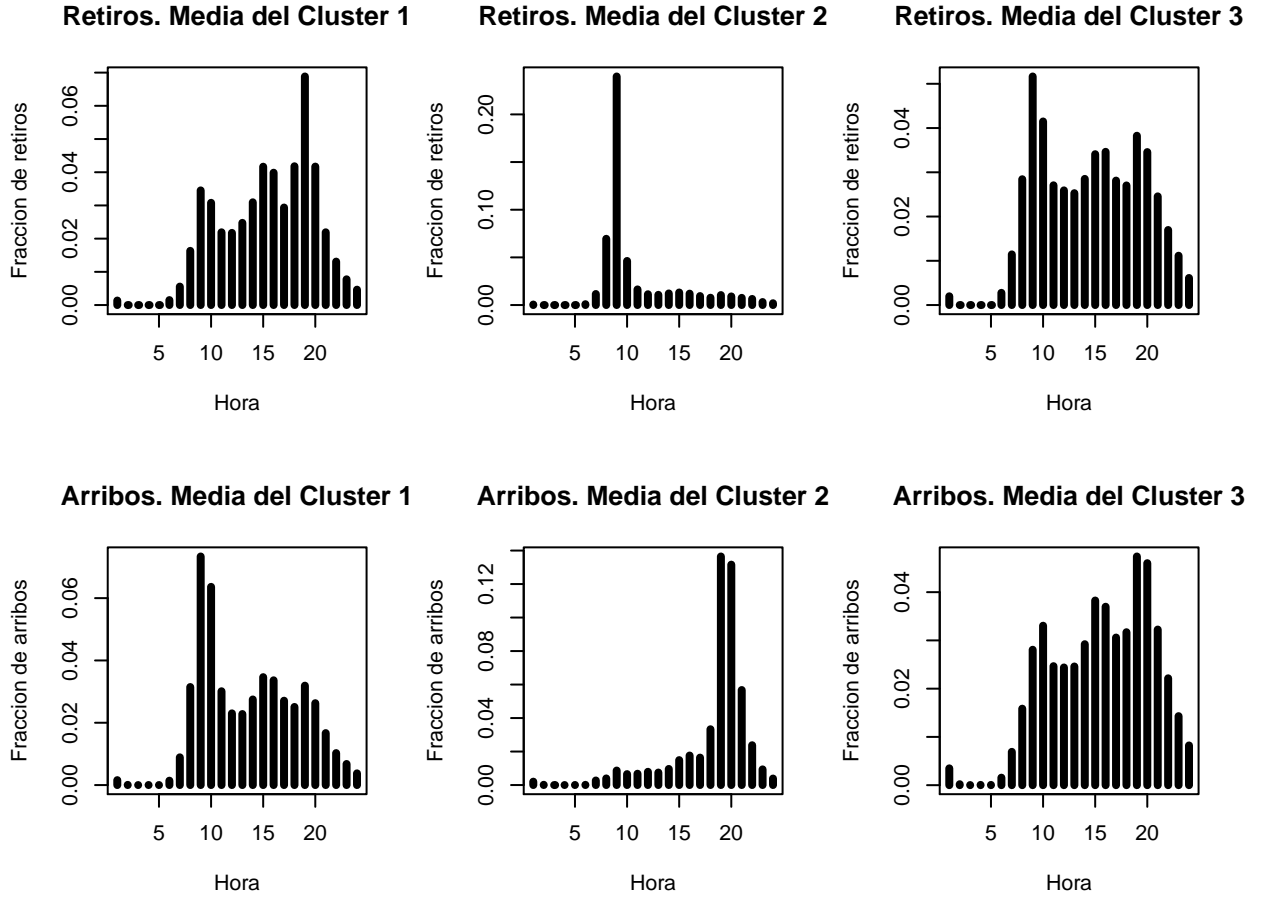 Retiros. Media del Cluster 1
Fraccion de retiros
0.00 0.02 0.04 0.06
5 10 15 20
Hora
Retiros. Media del Cluster 2
Fraccion de retiros
0.00 0.10 0.20
5 10 15 20
Hora
Retiros. Media del Cluster 3
Fraccion de retiros
0.00 0.02 0.04
5 10 15 20
Hora
Arribos. Media del Cluster 1
Fraccion de arribos
0.00 0.02 0.04 0.06
5 10 15 20
Hora
Arribos. Media del Cluster 2
Fraccion de arribos
0.00 0.04 0.08 0.12
5 10 15 20
Hora
Arribos. Media del Cluster 3
Fraccion de arribos
0.00 0.02 0.04
5 10 15 20
Hora